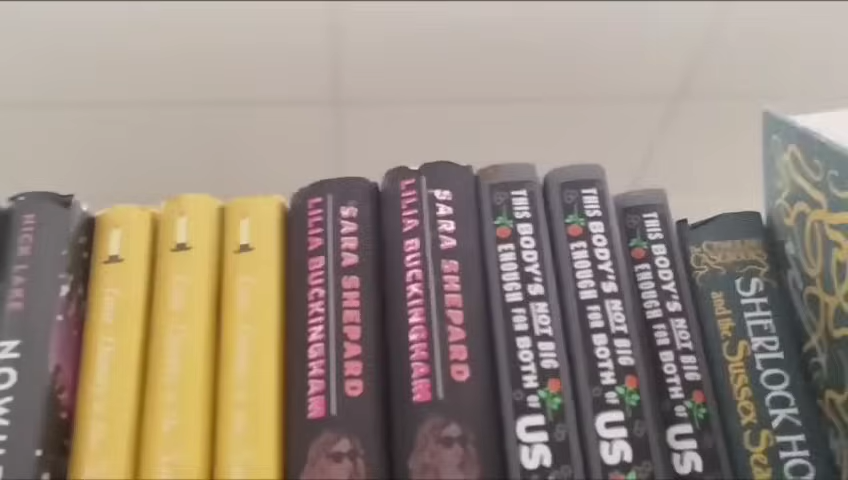 NICK LAKE
NOWH
LILIA BUCKINGHAM
SARA SHEPARD
LILIA BUCKINGHAM
SARA SHEPARD
THIS BODY'S NOT BIG
ENOUGH FOR BOTH of
US
THIS BODY'S NOT BIG
ENOUGH FOR BOTH of
US
THIS BODY'S NOT BIG
ENOUGH FOR BOTH of
US
SHERLOCK HO
and the Sussex Sea